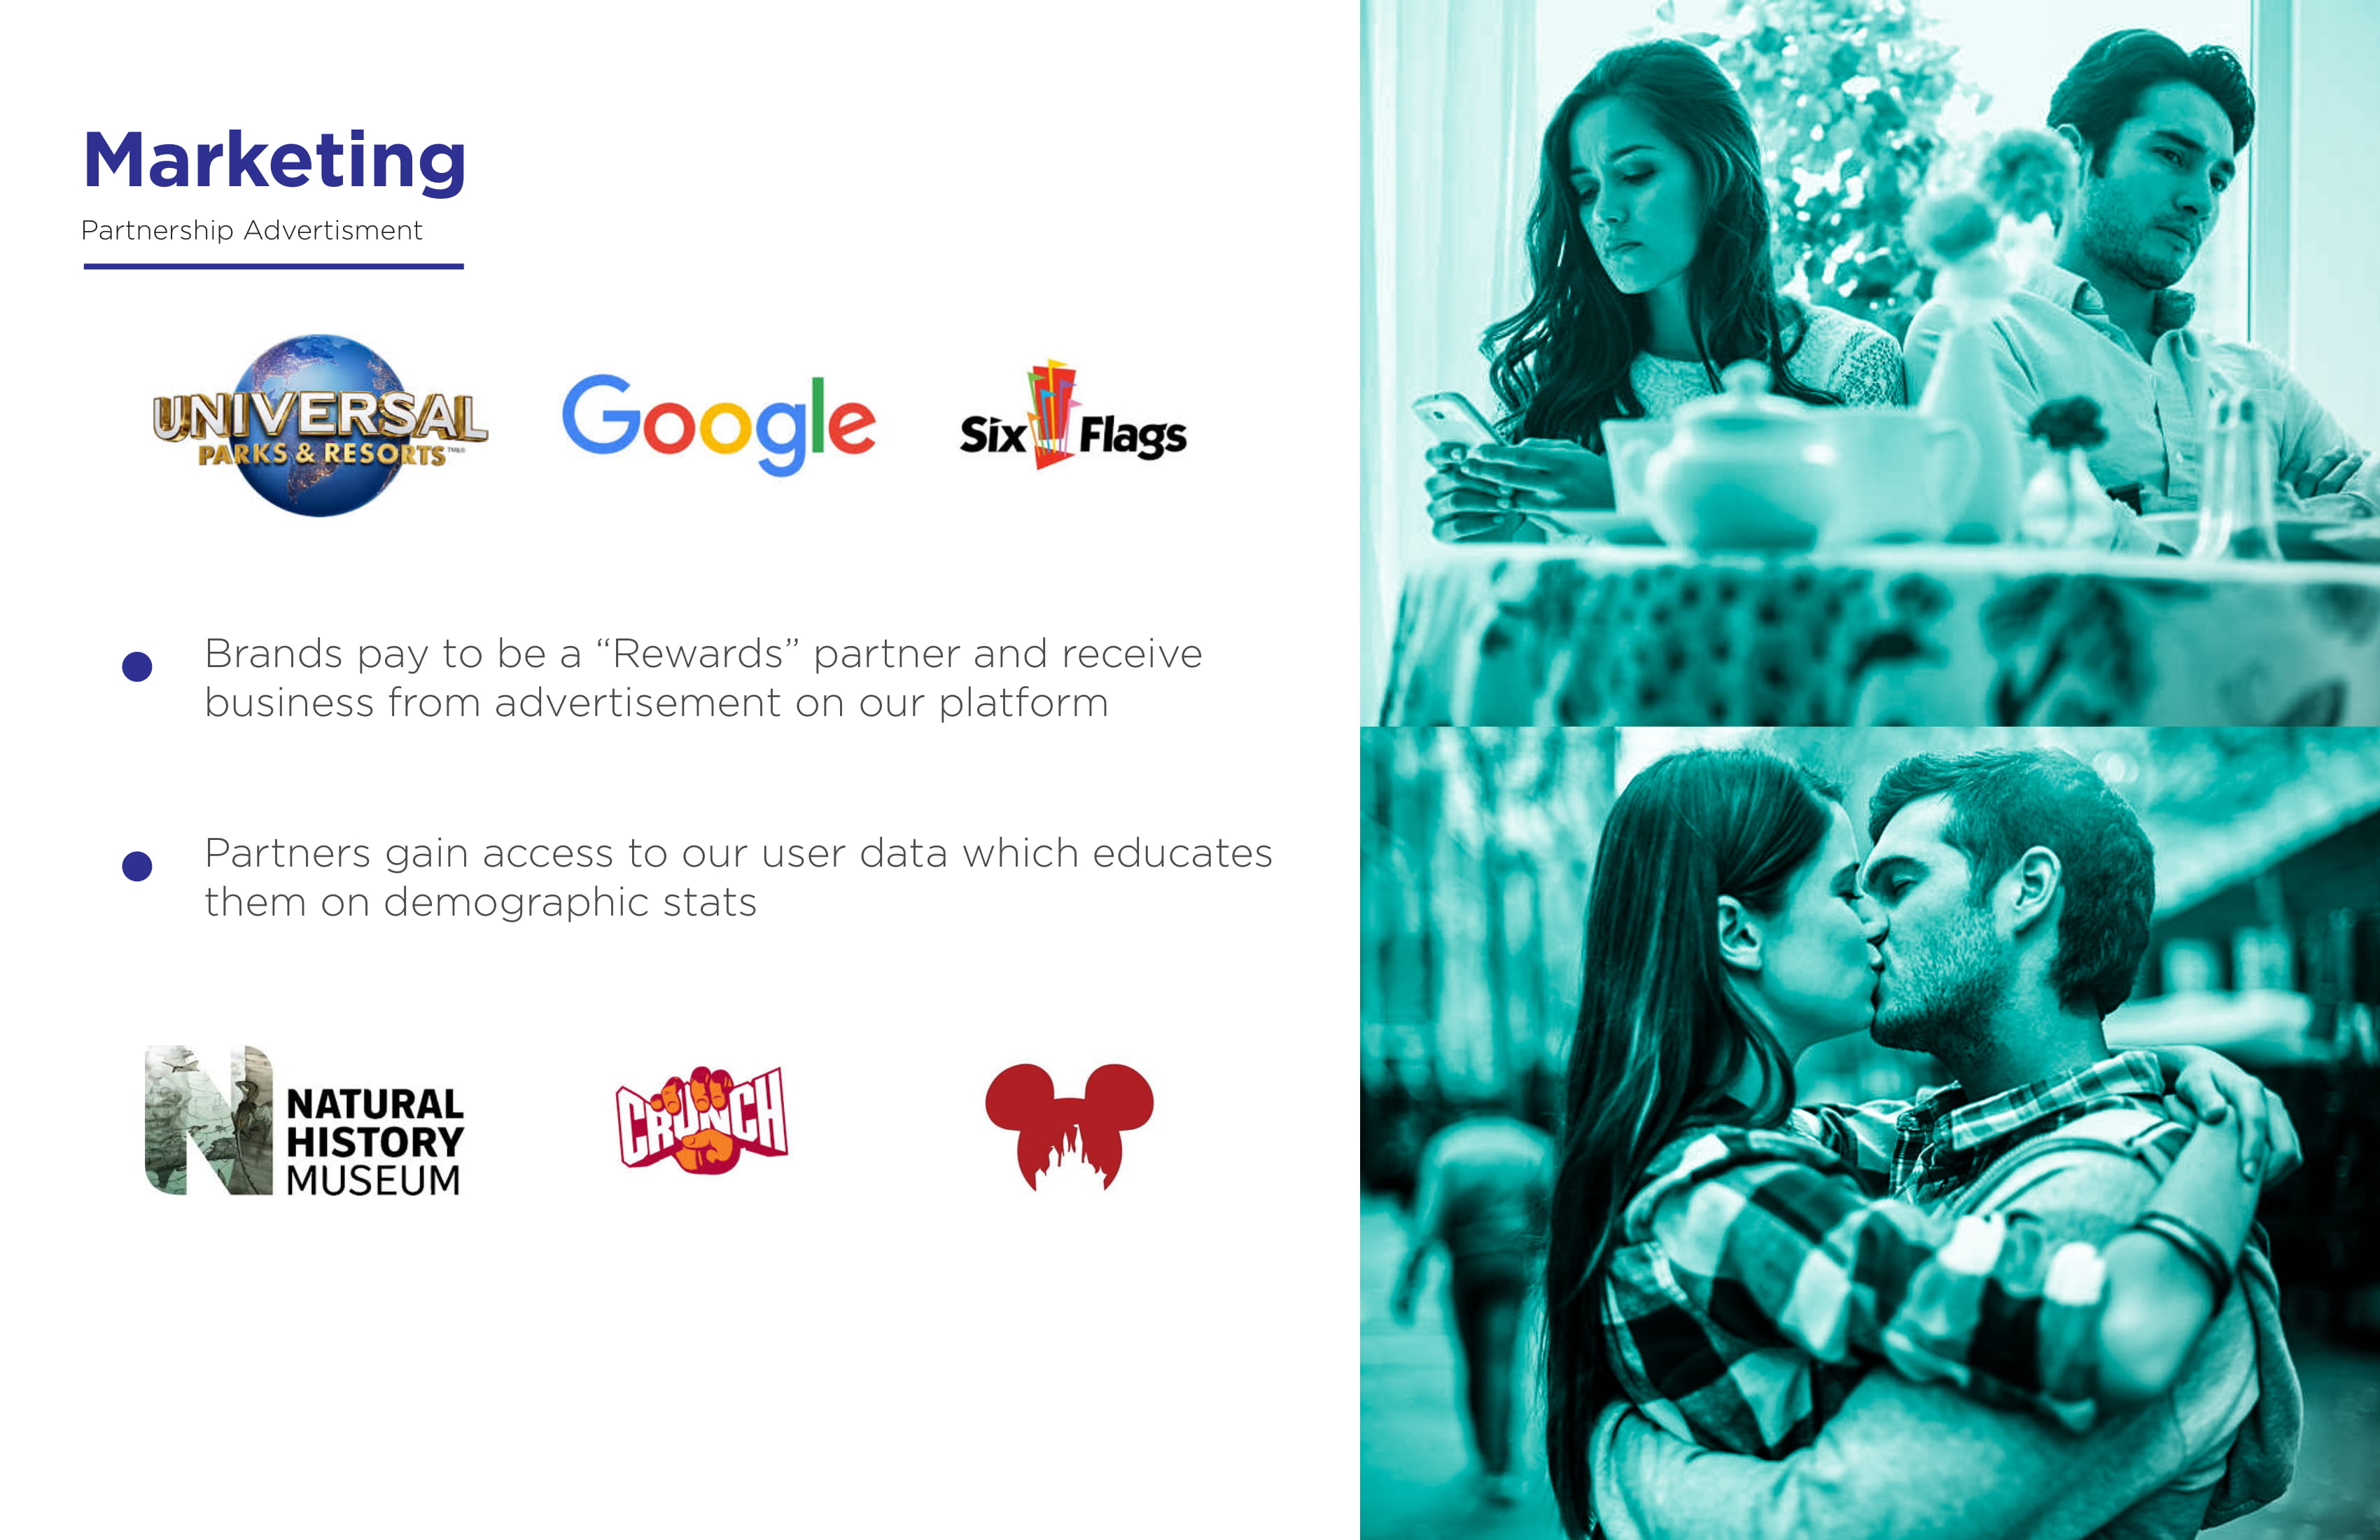 Marketing
Partnership Advertisment
UNIVERSAL
PARKS & RESORTS
Google
Six Flags
Brands pay to be a “Rewards” partner and receive
business from advertisement on our platform
Partners gain access to our user data which educates
them on demographic stats
NATURAL
HISTORY
MUSEUM
CRUNCH